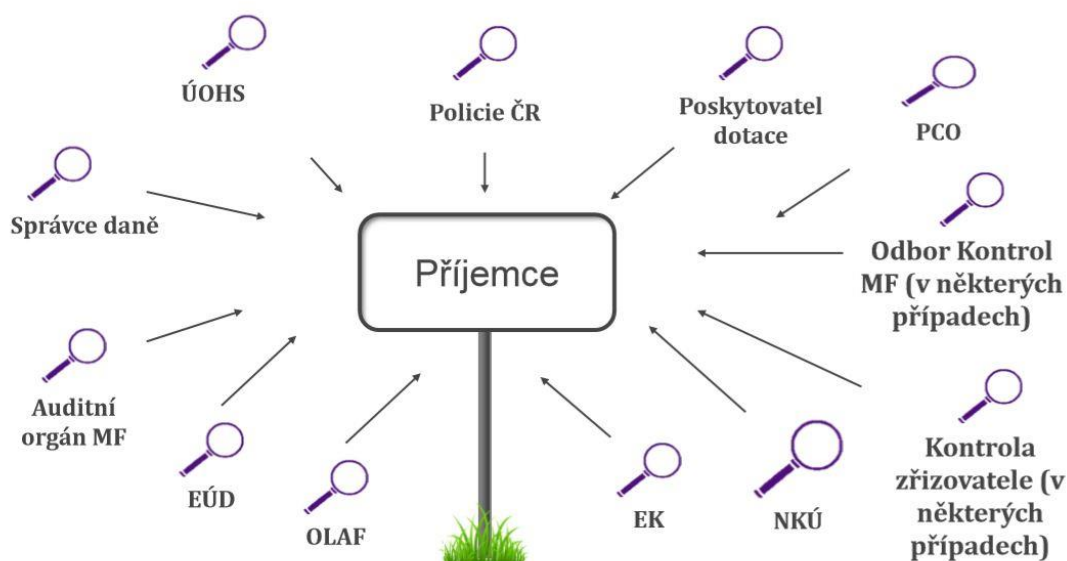 ÚOHS
Policie ČR
Poskytovatel
dotace
PCO
Správce daně
Příjemce
Odbor Kontrol
MF (v některých
případech)
Auditní
orgán MF
EÚD
OLAF
EK
NKÚ
Kontrola
zřizovatele (v
některých
případech)